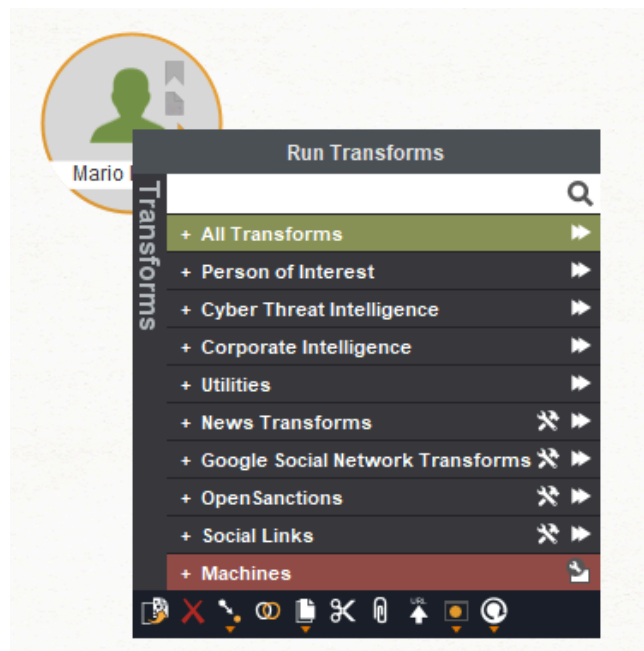 Run Transforms
Mario
Transforms
+ All Transforms
+ Person of Interest
+ Cyber Threat Intelligence
+ Corporate Intelligence
+ Utilities
+ News Transforms
+ Google Social Network Transforms
+ OpenSanctions
+ Social Links
+ Machines
URL